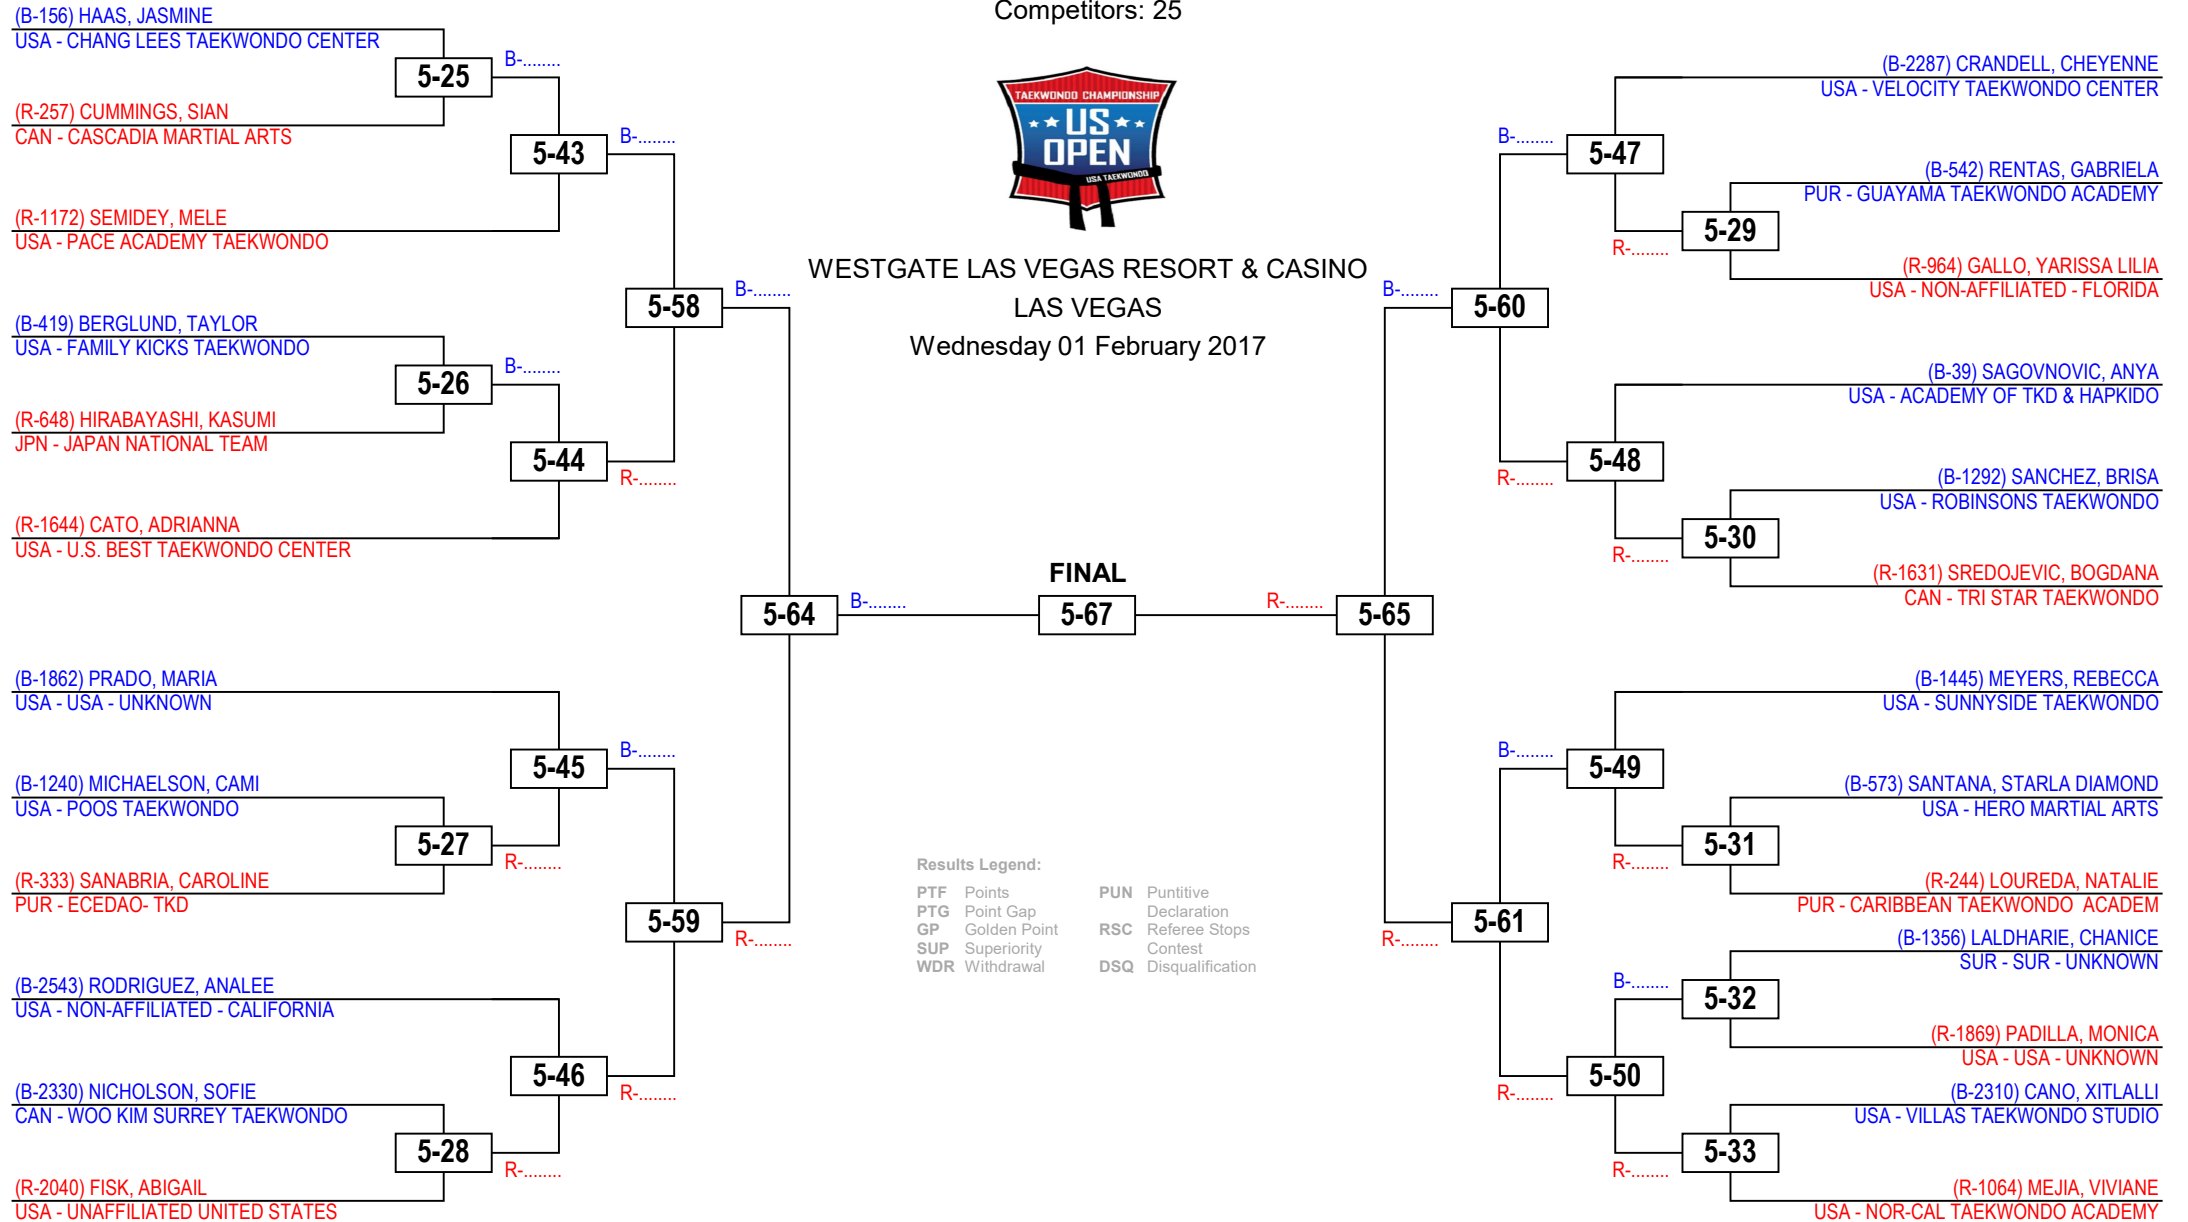 Competitors: 25
TAEKWONDO CHAMPIONSHIP
US
OPEN
USA TAEKWONDO
WESTGATE LAS VEGAS RESORT & CASINO
LAS VEGAS
Wednesday 01 February 2017
(B-156) HAAS, JASMINE
USA - CHANG LEES TAEKWONDO CENTER
5-25
B-........
(R-257) CUMMINGS, SIAN
CAN - CASCADIA MARTIAL ARTS
5-43
B-........
(R-1172) SEMIDEY, MELE
USA - PACE ACADEMY TAEKWONDO
5-58
B-........
(B-419) BERGLUND, TAYLOR
USA - FAMILY KICKS TAEKWONDO
5-26
B-........
(R-648) HIRABAYASHI, KASUMI
JPN - JAPAN NATIONAL TEAM
5-44
R-........
(R-1644) CATO, ADRIANNA
USA - U.S. BEST TAEKWONDO CENTER
5-64
B-........
(B-1862) PRADO, MARIA
USA - USA - UNKNOWN
5-45
B-........
(B-1240) MICHAELSON, CAMI
USA - POOS TAEKWONDO
5-27
R-........
(R-333) SANABRIA, CAROLINE
PUR - ECEDAO- TKD
5-59
R-........
(B-2543) RODRIGUEZ, ANALEE
USA - NON-AFFILIATED - CALIFORNIA
5-46
R-........
(B-2330) NICHOLSON, SOFIE
CAN - WOO KIM SURREY TAEKWONDO
5-28
R-........
(R-2040) FISK, ABIGAIL
USA - UNAFFILIATED UNITED STATES
FINAL
5-67
Results Legend:
PTF Points
PTG Point Gap
GP Golden Point
SUP Superiority
WDR Withdrawal
PUN Puntitive
Declaration
RSC Referee Stops
Contest
DSQ Disqualification
(B-2287) CRANDELL, CHEYENNE
USA - VELOCITY TAEKWONDO CENTER
B-........
5-47
(B-542) RENTAS, GABRIELA
PUR - GUAYAMA TAEKWONDO ACADEMY
5-29
R-........
(R-964) GALLO, YARISSA LILIA
USA - NON-AFFILIATED - FLORIDA
B-........
5-60
(B-39) SAGOVNOVIC, ANYA
USA - ACADEMY OF TKD & HAPKIDO
5-48
R-........
(B-1292) SANCHEZ, BRISA
USA - ROBINSONS TAEKWONDO
5-30
R-........
(R-1631) SREDOJEVIC, BOGDANA
CAN - TRI STAR TAEKWONDO
R-........
5-65
(B-1445) MEYERS, REBECCA
USA - SUNNYSIDE TAEKWONDO
B-........
5-49
(B-573) SANTANA, STARLA DIAMOND
USA - HERO MARTIAL ARTS
5-31
R-........
(R-244) LOUREDA, NATALIE
PUR - CARIBBEAN TAEKWONDO ACADEM
5-61
R-........
(B-1356) LALDHARIE, CHANICE
SUR - SUR - UNKNOWN
B-........
5-32
(R-1869) PADILLA, MONICA
USA - USA - UNKNOWN
5-50
R-........
(B-2310) CANO, XITLALLI
USA - VILLAS TAEKWONDO STUDIO
5-33
R-........
(R-1064) MEJIA, VIVIANE
USA - NOR-CAL TAEKWONDO ACADEMY